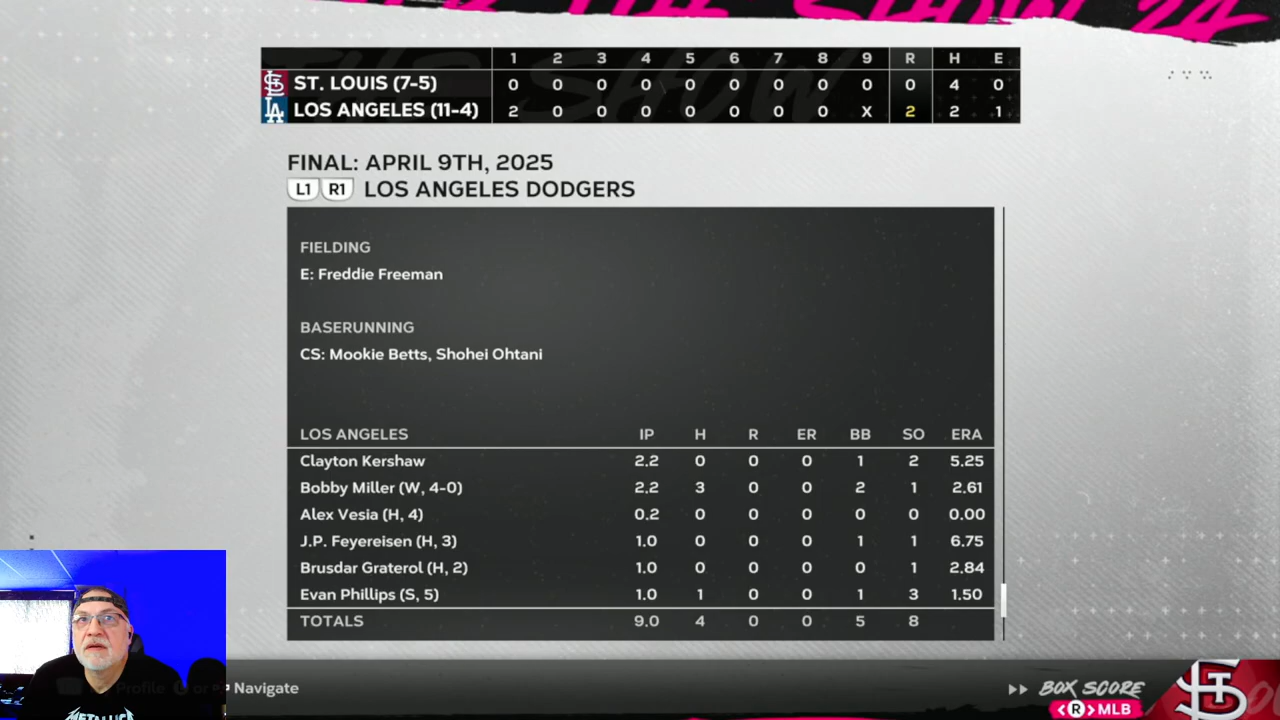 THE SHOW 24
1 2 3 4 5 6 7 8 9 R H E
ST. LOUIS (7-5) 0 0 0 0 0 0 0 0 0 0 4 0
LOS ANGELES (11-4) 2 0 0 0 0 0 0 0 X 2 2 1
FINAL: APRIL 9TH, 2025
L1 R1 LOS ANGELES DODGERS
FIELDING
E: Freddie Freeman
BASERUNNING
CS: Mookie Betts, Shohei Ohtani
LOS ANGELES IP H R ER BB SO ERA
Clayton Kershaw 2.2 0 0 0 1 2 5.25
Bobby Miller (W, 4-0) 2.2 3 0 0 2 1 2.61
Alex Vesia (H, 4) 0.2 0 0 0 0 0 0.00
J.P. Feyereisen (H, 3) 1.0 0 0 0 1 1 6.75
Brusdar Graterol (H, 2) 1.0 0 0 0 0 1 2.84
Evan Phillips (S, 5) 1.0 1 0 0 1 3 1.50
TOTALS 9.0 4 0 0 5 8
Profile L or Navigate
BOX SCORE
<R> MLB
METALLICA